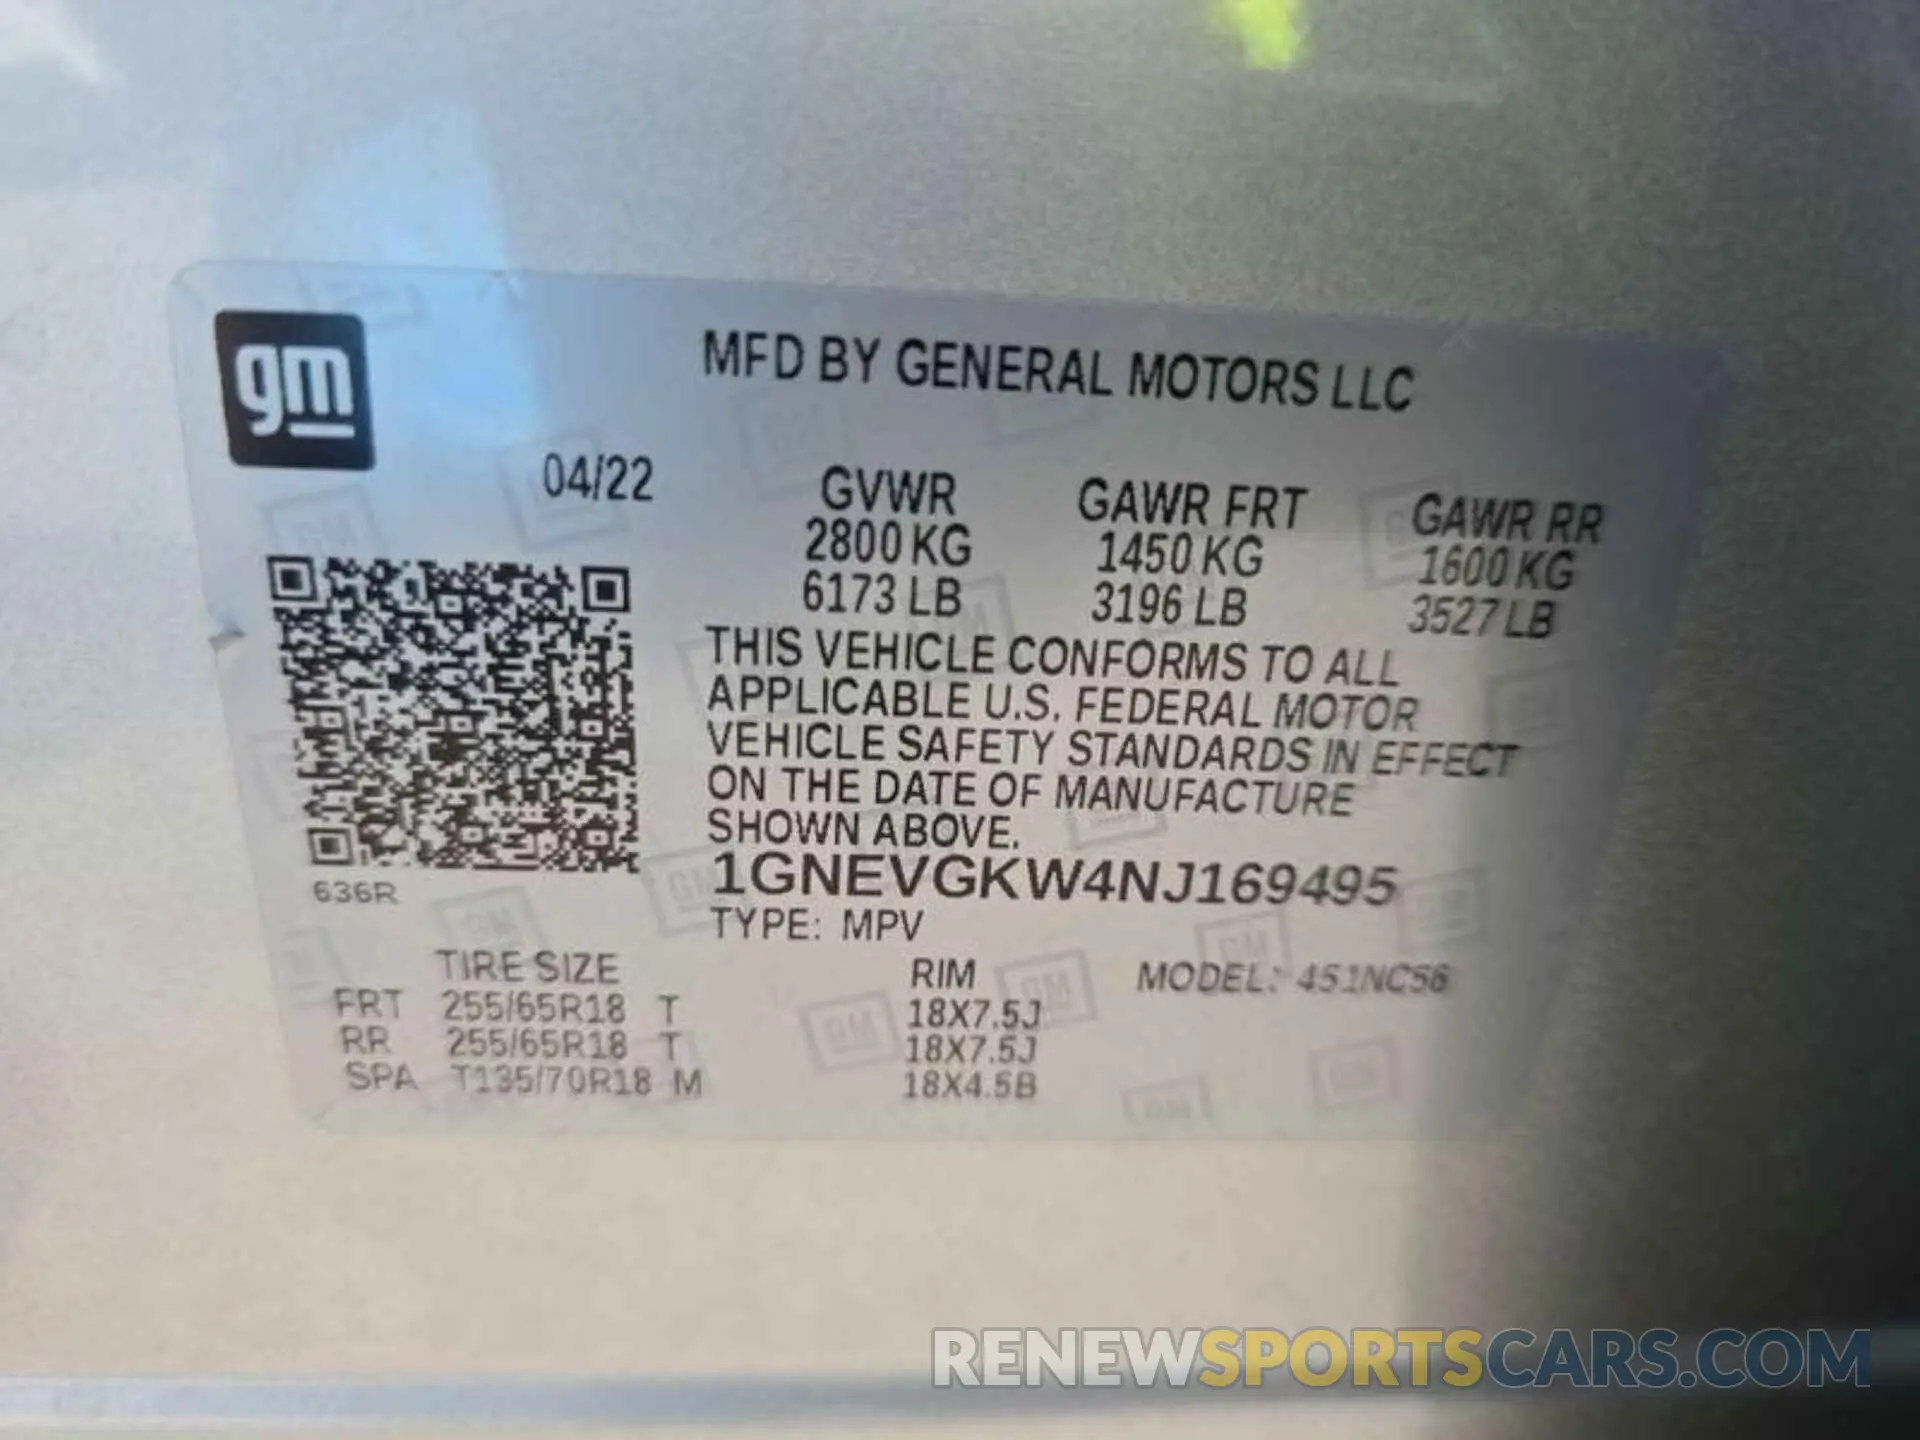 gm
MFD BY GENERAL MOTORS LLC
04/22
GVWR GAWR FRT GAWR RR
2800 KG 1450 KG 1600 KG
6173 LB 3196 LB 3527 LB
THIS VEHICLE CONFORMS TO ALL
APPLICABLE U.S. FEDERAL MOTOR
VEHICLE SAFETY STANDARDS IN EFFECT
ON THE DATE OF MANUFACTURE
SHOWN ABOVE.
1GNEVGKW4NJ169495
636R
TYPE: MPV
TIRE SIZE RIM MODEL: 451NC56
FRT 255/65R18 T 18X7.5J
RR 255/65R18 T 18X7.5J
SPA T135/70R18 M 18X4.5B
RENEWSPORTSCARS.COM